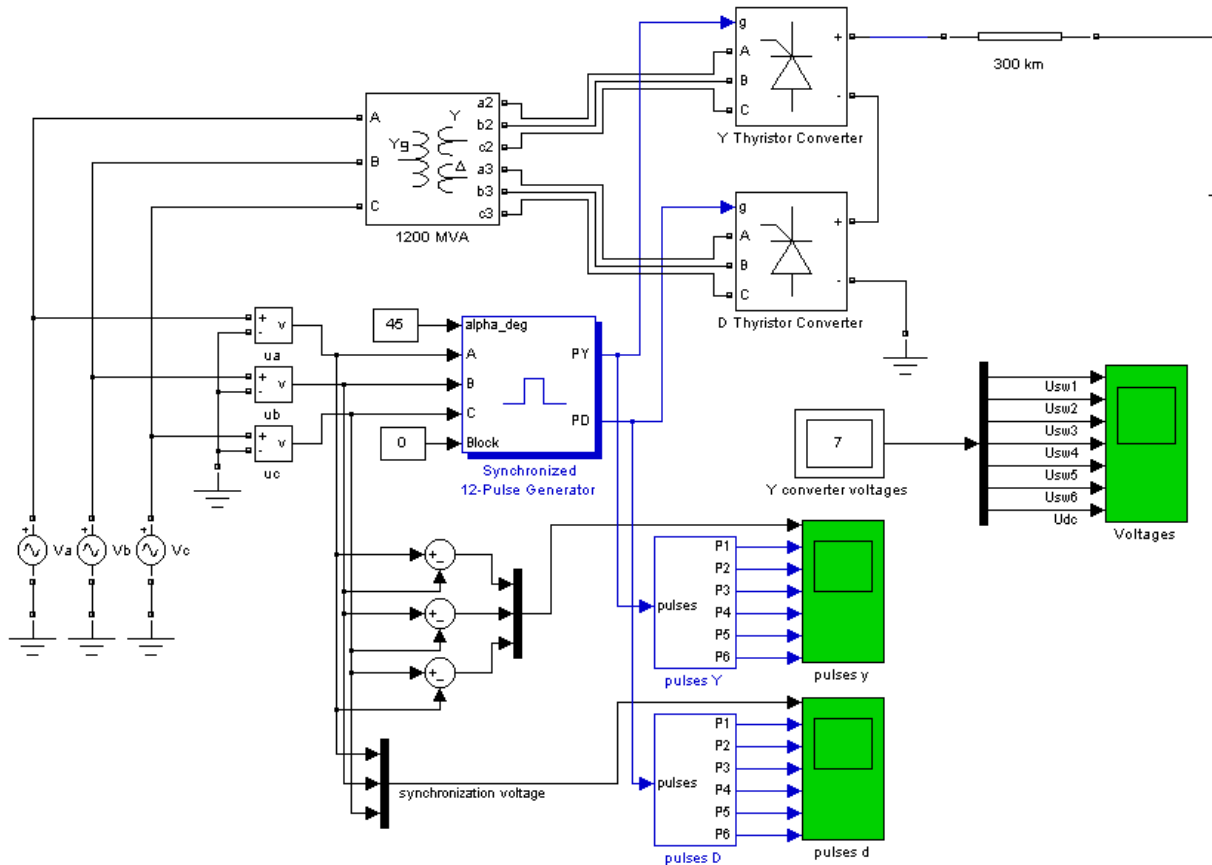 g
A
B
C
+
-
Y Thyristor Converter
300 km
A
B
C
Yg
Y
Δ
a2
b2
c2
a3
b3
c3
1200 MVA
g
A
B
C
+
-
D Thyristor Converter
+
-
v
ua
+
-
v
ub
+
-
v
uc
45
0
alpha_deg
A
B
C
Block
PY
PD
Synchronized
12-Pulse Generator
7
Y converter voltages
Usw1
Usw2
Usw3
Usw4
Usw5
Usw6
Udc
Voltages
+
Va
+
Vb
+
Vc
+
-
+
-
+
-
pulses
P1
P2
P3
P4
P5
P6
pulses Y
pulses y
synchronization voltage
pulses
P1
P2
P3
P4
P5
P6
pulses D
pulses d